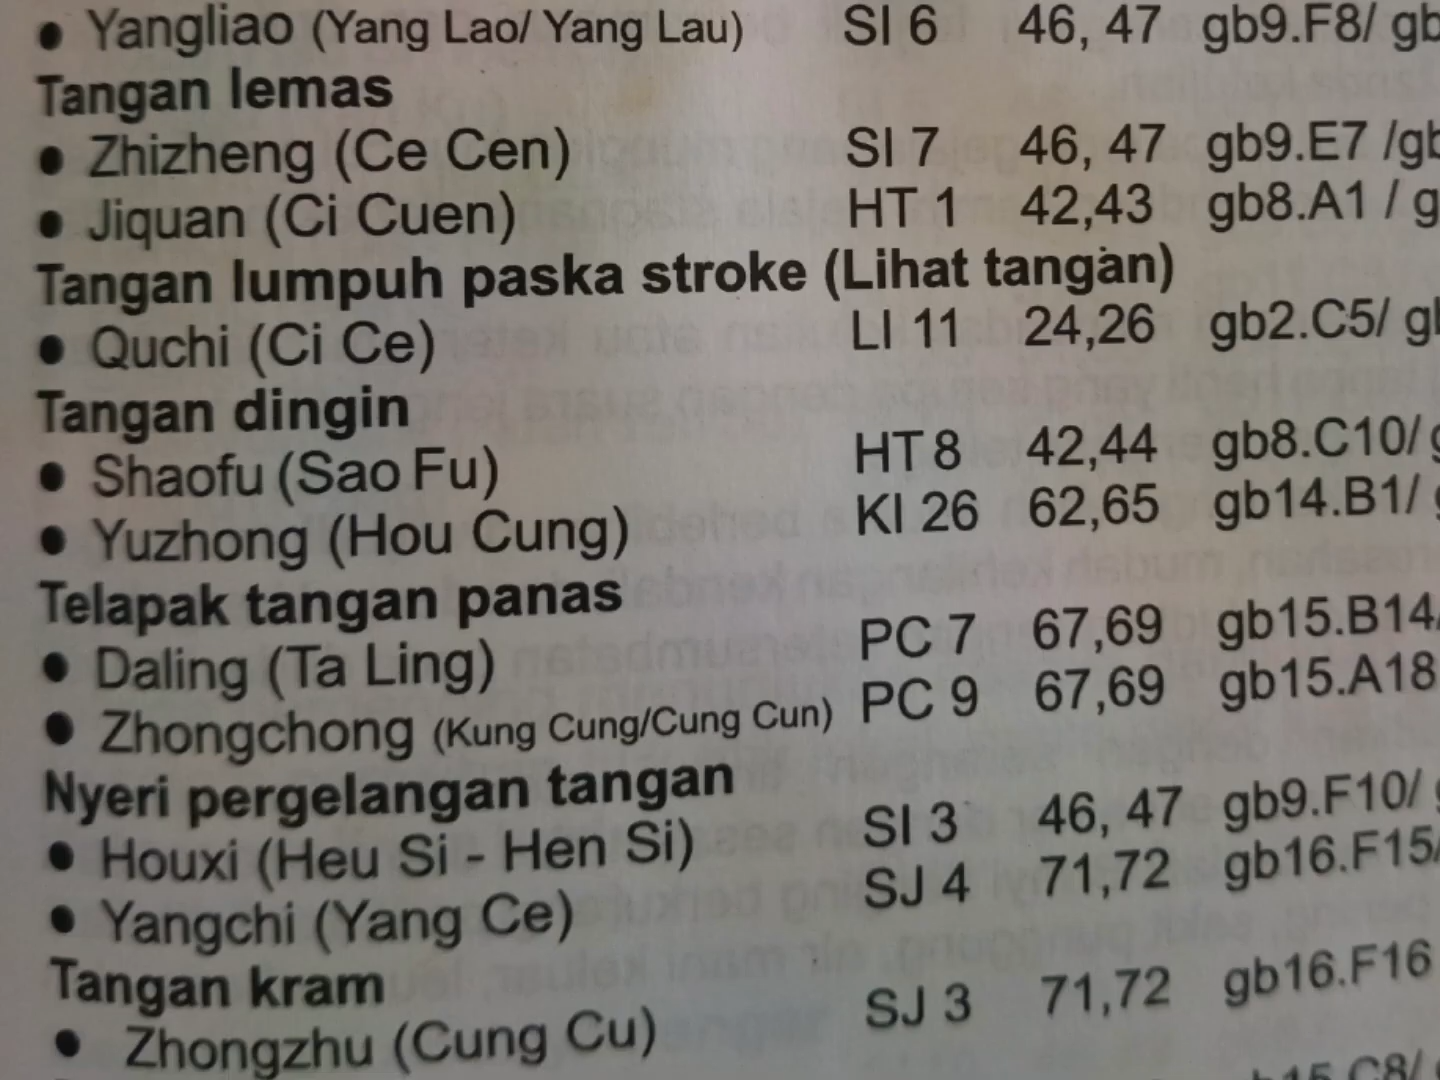 • Yangliao (Yang Lao/ Yang Lau) SI 6 46, 47 gb9.F8/ gb
Tangan lemas
• Zhizheng (Ce Cen) SI 7 46, 47 gb9.E7 /gb
• Jiquan (Ci Cuen) HT 1 42,43 gb8.A1 / g
Tangan lumpuh paska stroke (Lihat tangan)
• Quchi (Ci Ce) LI 11 24,26 gb2.C5/ gb
Tangan dingin
• Shaofu (Sao Fu) HT 8 42,44 gb8.C10/ g
• Yuzhong (Hou Cung) KI 26 62,65 gb14.B1/
Telapak tangan panas
• Daling (Ta Ling) PC 7 67,69 gb15.B14/
• Zhongchong (Kung Cung/Cung Cun) PC 9 67,69 gb15.A18
Nyeri pergelangan tangan
• Houxi (Heu Si - Hen Si) SI 3 46, 47 gb9.F10/
• Yangchi (Yang Ce) SJ 4 71,72 gb16.F15/
Tangan kram
• Zhongzhu (Cung Cu) SJ 3 71,72 gb16.F16